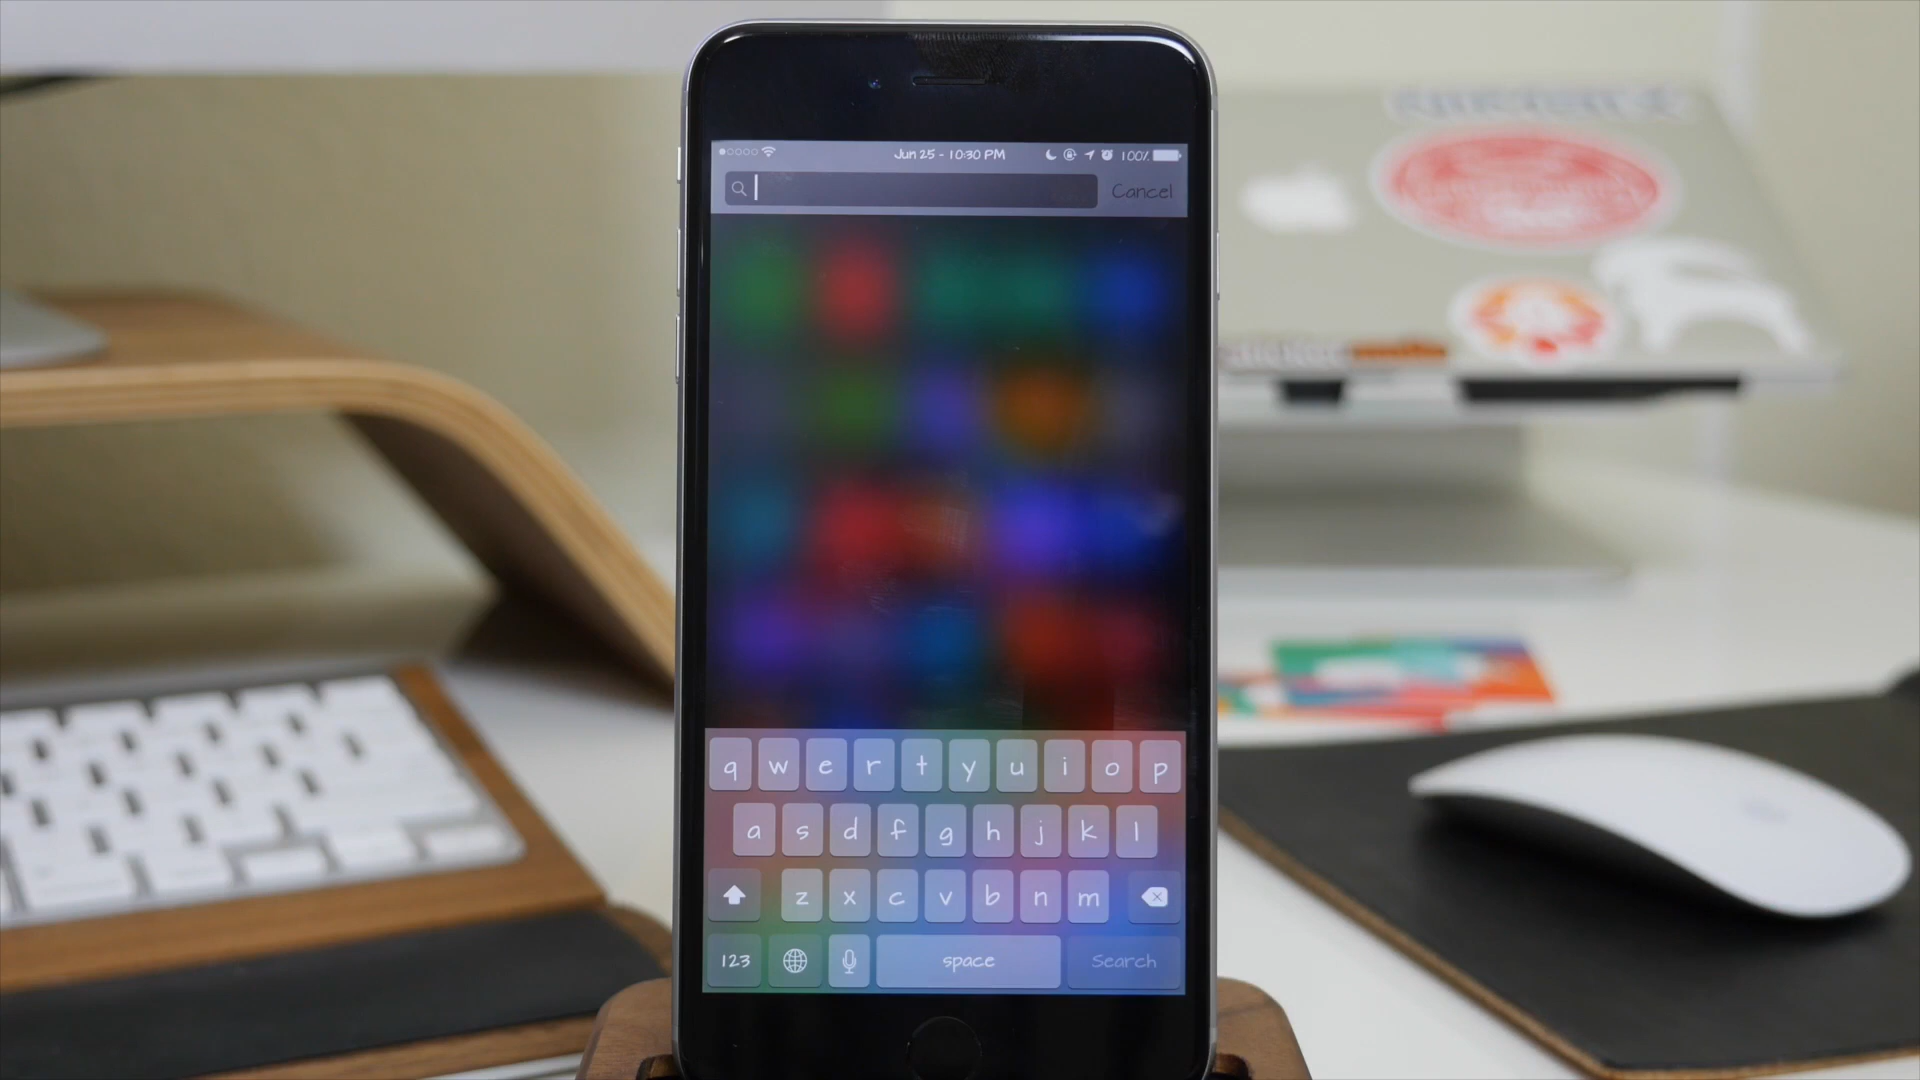 Jun 25 - 10:30 PM 100%
Cancel
q w e r t y u i o p
a s d f g h j k l
z x c v b n m
123 space Search